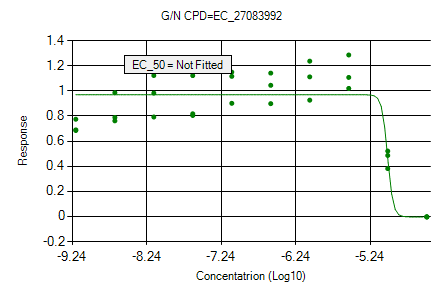 G/N CPD=EC_27083992
1.4
1.2
EC_50 = Not Fitted
1
0.8
0.6
0.4
0.2
0
-0.2
Response
-9.24 -8.24 -7.24 -6.24 -5.24
Concentatrion (Log10)